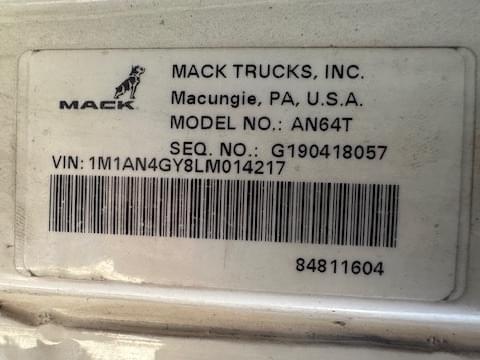 MACK
MACK TRUCKS, INC.
Macungie, PA, U.S.A.
MODEL NO.: AN64T
SEQ. NO.: G190418057
VIN: 1M1AN4GY8LM014217
84811604